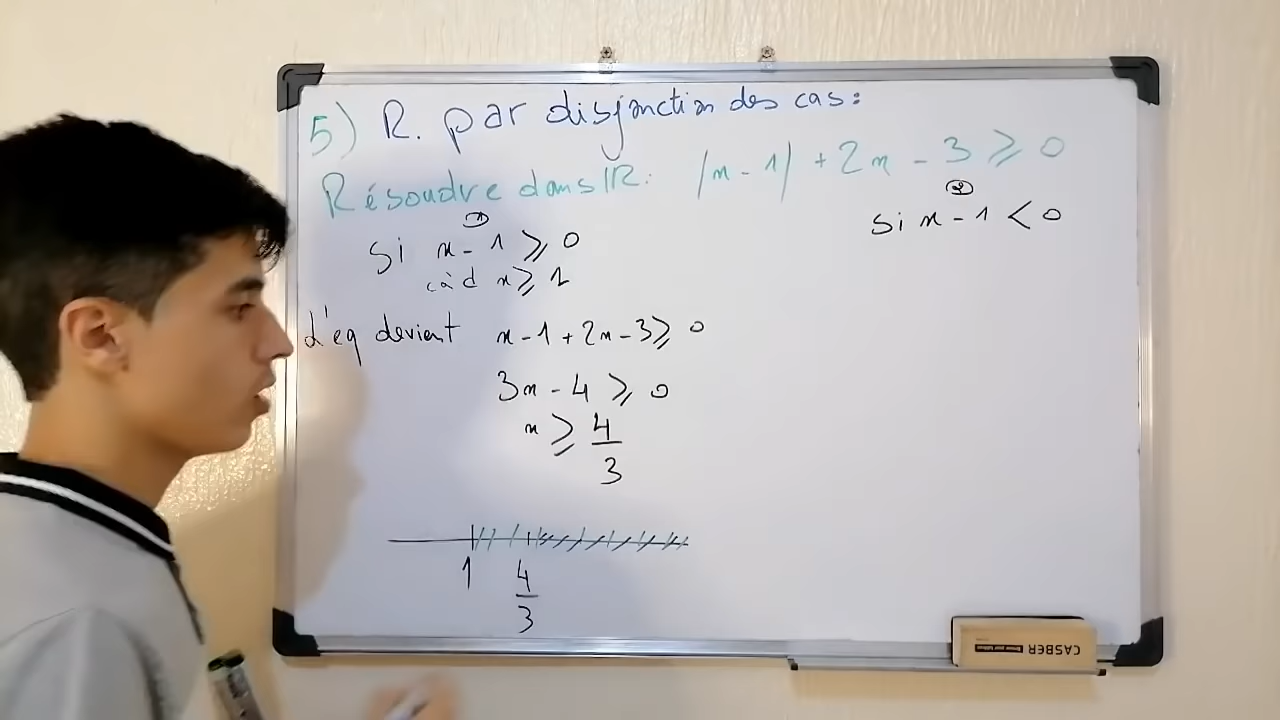 5) R. par disjonction des cas:
Résoudre dans IR: |x - 1| + 2x - 3 ⩾ 0
①
si x - 1 ⩾ 0
càd x ⩾ 1
l'eq devient x - 1 + 2x - 3 ⩾ 0
3x - 4 ⩾ 0
x ⩾ 4/3
1 4/3
②
si x - 1 < 0
CASBER